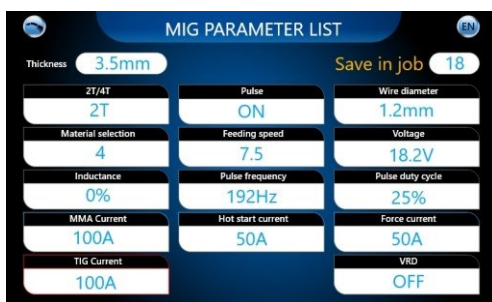 MIG PARAMETER LIST
EN
Thickness 3.5mm
Save in job 18
2T/4T Pulse Wire diameter
2T ON 1.2mm
Material selection Feeding speed Voltage
4 7.5 18.2V
Inductance Pulse frequency Pulse duty cycle
0% 192Hz 25%
MMA Current Hot start current Force current
100A 50A 50A
TIG Current VRD
100A OFF